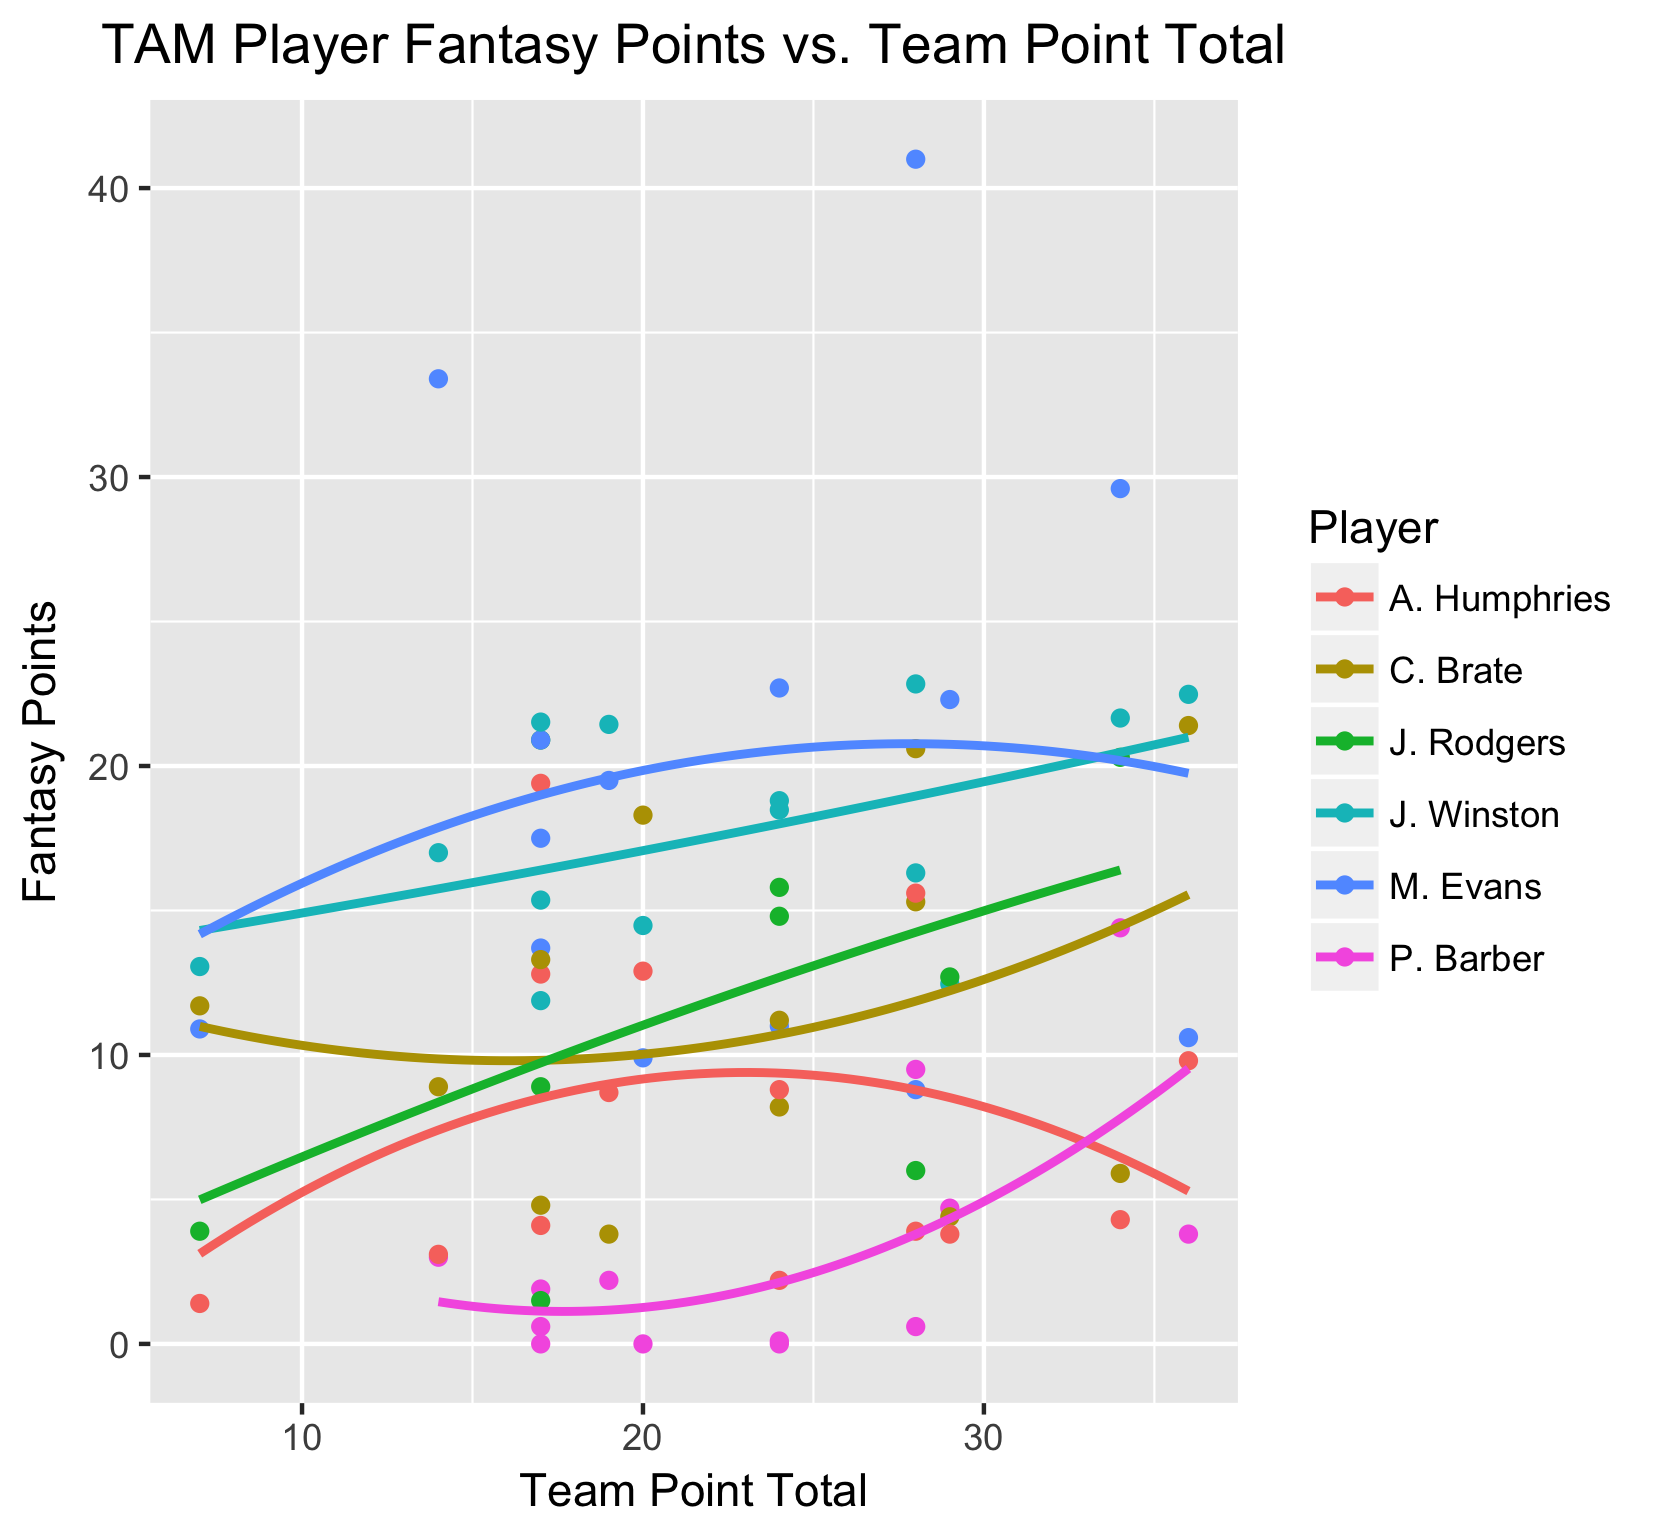 TAM Player Fantasy Points vs. Team Point Total
40
30
20
10
0
Fantasy Points
10
20
30
Team Point Total
Player
A. Humphries
C. Brate
J. Rodgers
J. Winston
M. Evans
P. Barber